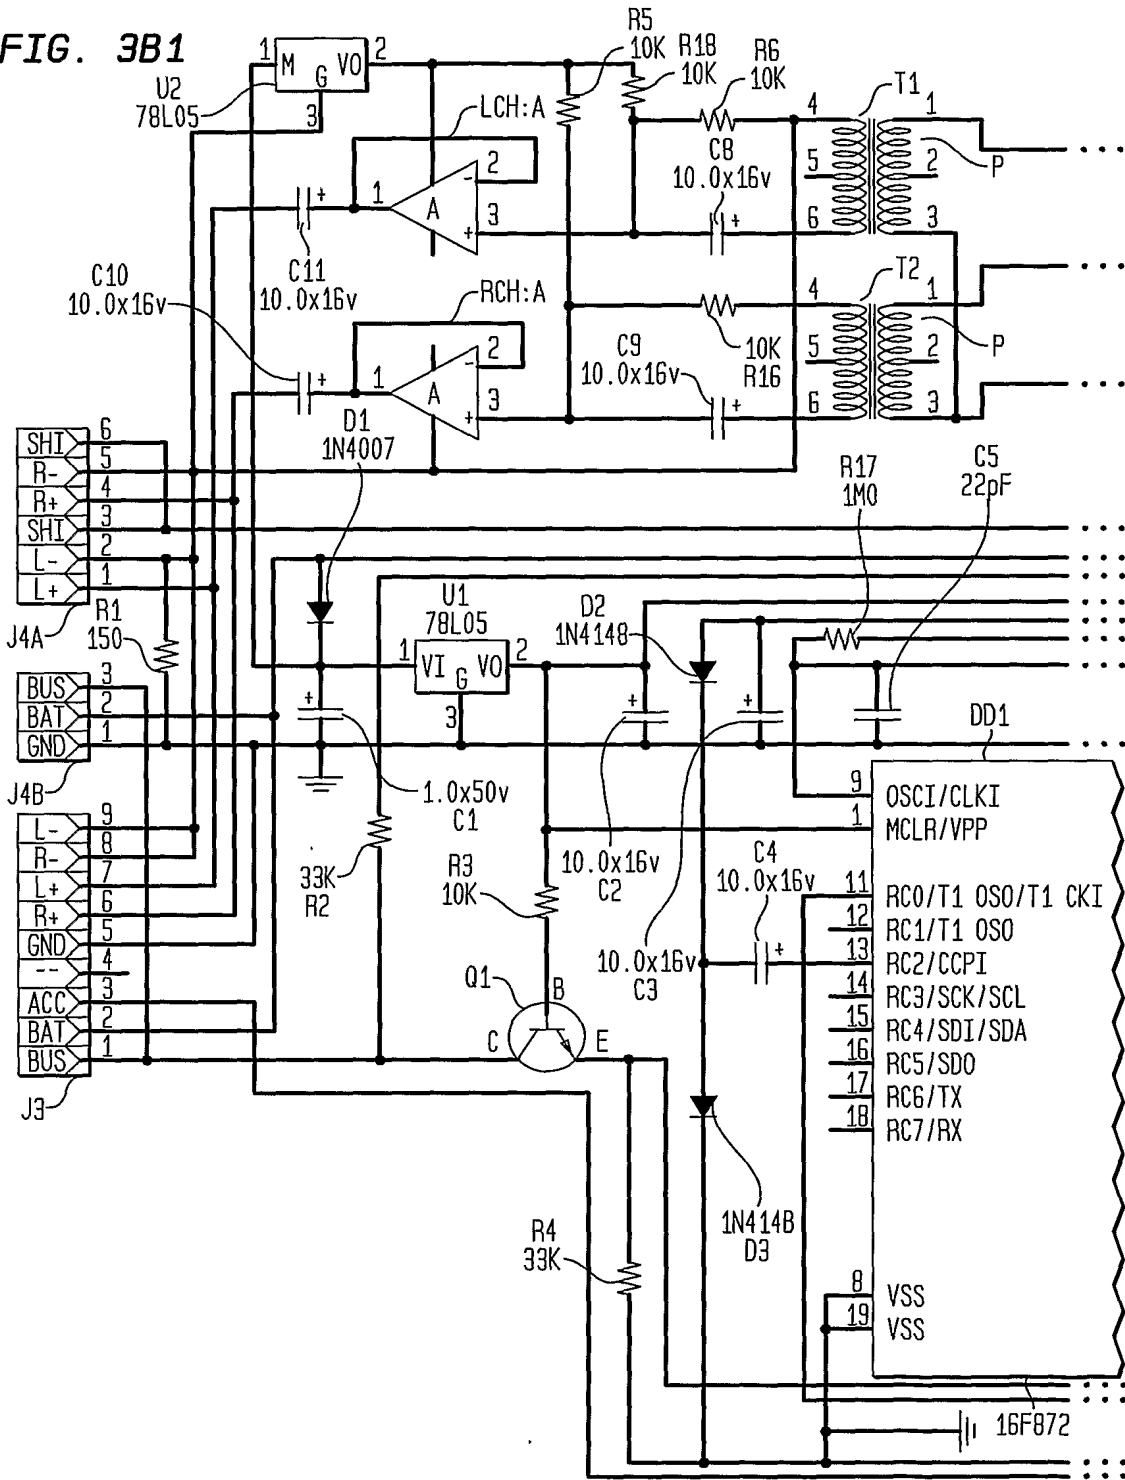 FIG. 3B1
1 M G VO 2
3
U2
78L05
R5
10K
R18
10K
R6
10K
LCH:A
T1
4
5
6
1
2
3
P
C8
10.0x16v
1
A
2
3
C11
10.0x16v
C10
10.0x16v
RCH:A
T2
4
5
6
1
2
3
P
10K
R16
C9
10.0x16v
1
A
2
3
D1
1N4007
SHI 6
R- 5
R+ 4
SHI 3
L- 2
L+ 1
J4A
R1
150
R17
1M0
C5
22pF
U1
78L05
1 VI G VO 2
3
D2
1N4148
BUS 3
BAT 2
GND 1
J4B
1.0x50v
C1
DD1
9 OSCI/CLKI
1 MCLR/VPP
L- 9
R- 8
L+ 7
R+ 6
GND 5
-- 4
ACC 3
BAT 2
BUS 1
J3
33K
R2
R3
10K
10.0x16v
C2
C4
10.0x16v
10.0x16v
C3
11 RC0/T1 OSO/T1 CKI
12 RC1/T1 OSO
13 RC2/CCPI
14 RC3/SCK/SCL
15 RC4/SDI/SDA
16 RC5/SDO
17 RC6/TX
18 RC7/RX
Q1
B
C
E
1N414B
D3
R4
33K
8 VSS
19 VSS
16F872